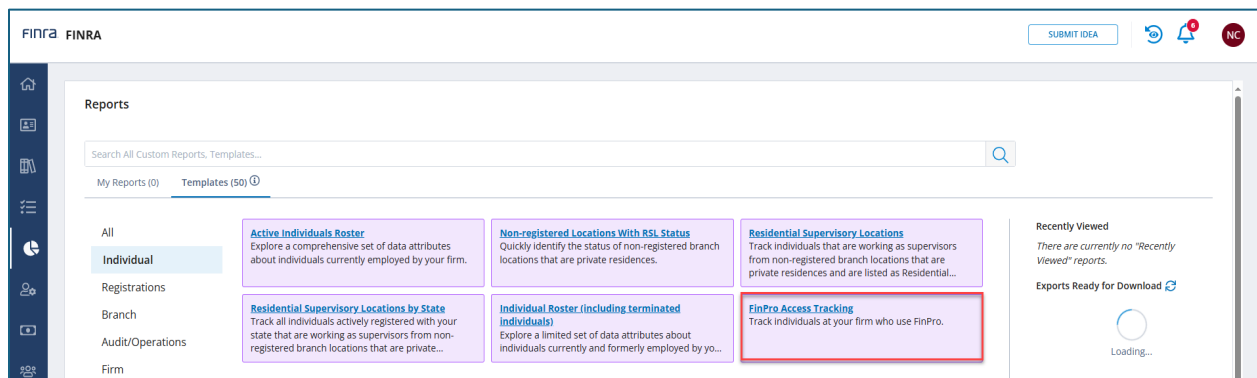 Finra FINRA
SUBMIT IDEA
6
NC
Reports
Search All Custom Reports, Templates...
My Reports (0)
Templates (50)
All
Individual
Registrations
Branch
Audit/Operations
Firm
Active Individuals Roster
Explore a comprehensive set of data attributes
about individuals currently employed by your firm.
Non-registered Locations With RSL Status
Quickly identify the status of non-registered branch
locations that are private residences.
Residential Supervisory Locations
Track individuals that are working as supervisors
from non-registered branch locations that are
private residences and are listed as Residential...
Residential Supervisory Locations by State
Track all individuals actively registered with your
state that are working as supervisors from non-
registered branch locations that are private...
Individual Roster (including terminated
individuals)
Explore a limited set of data attributes about
individuals currently and formerly employed by yo...
FinPro Access Tracking
Track individuals at your firm who use FinPro.
Recently Viewed
There are currently no "Recently
Viewed" reports.
Exports Ready for Download
Loading...